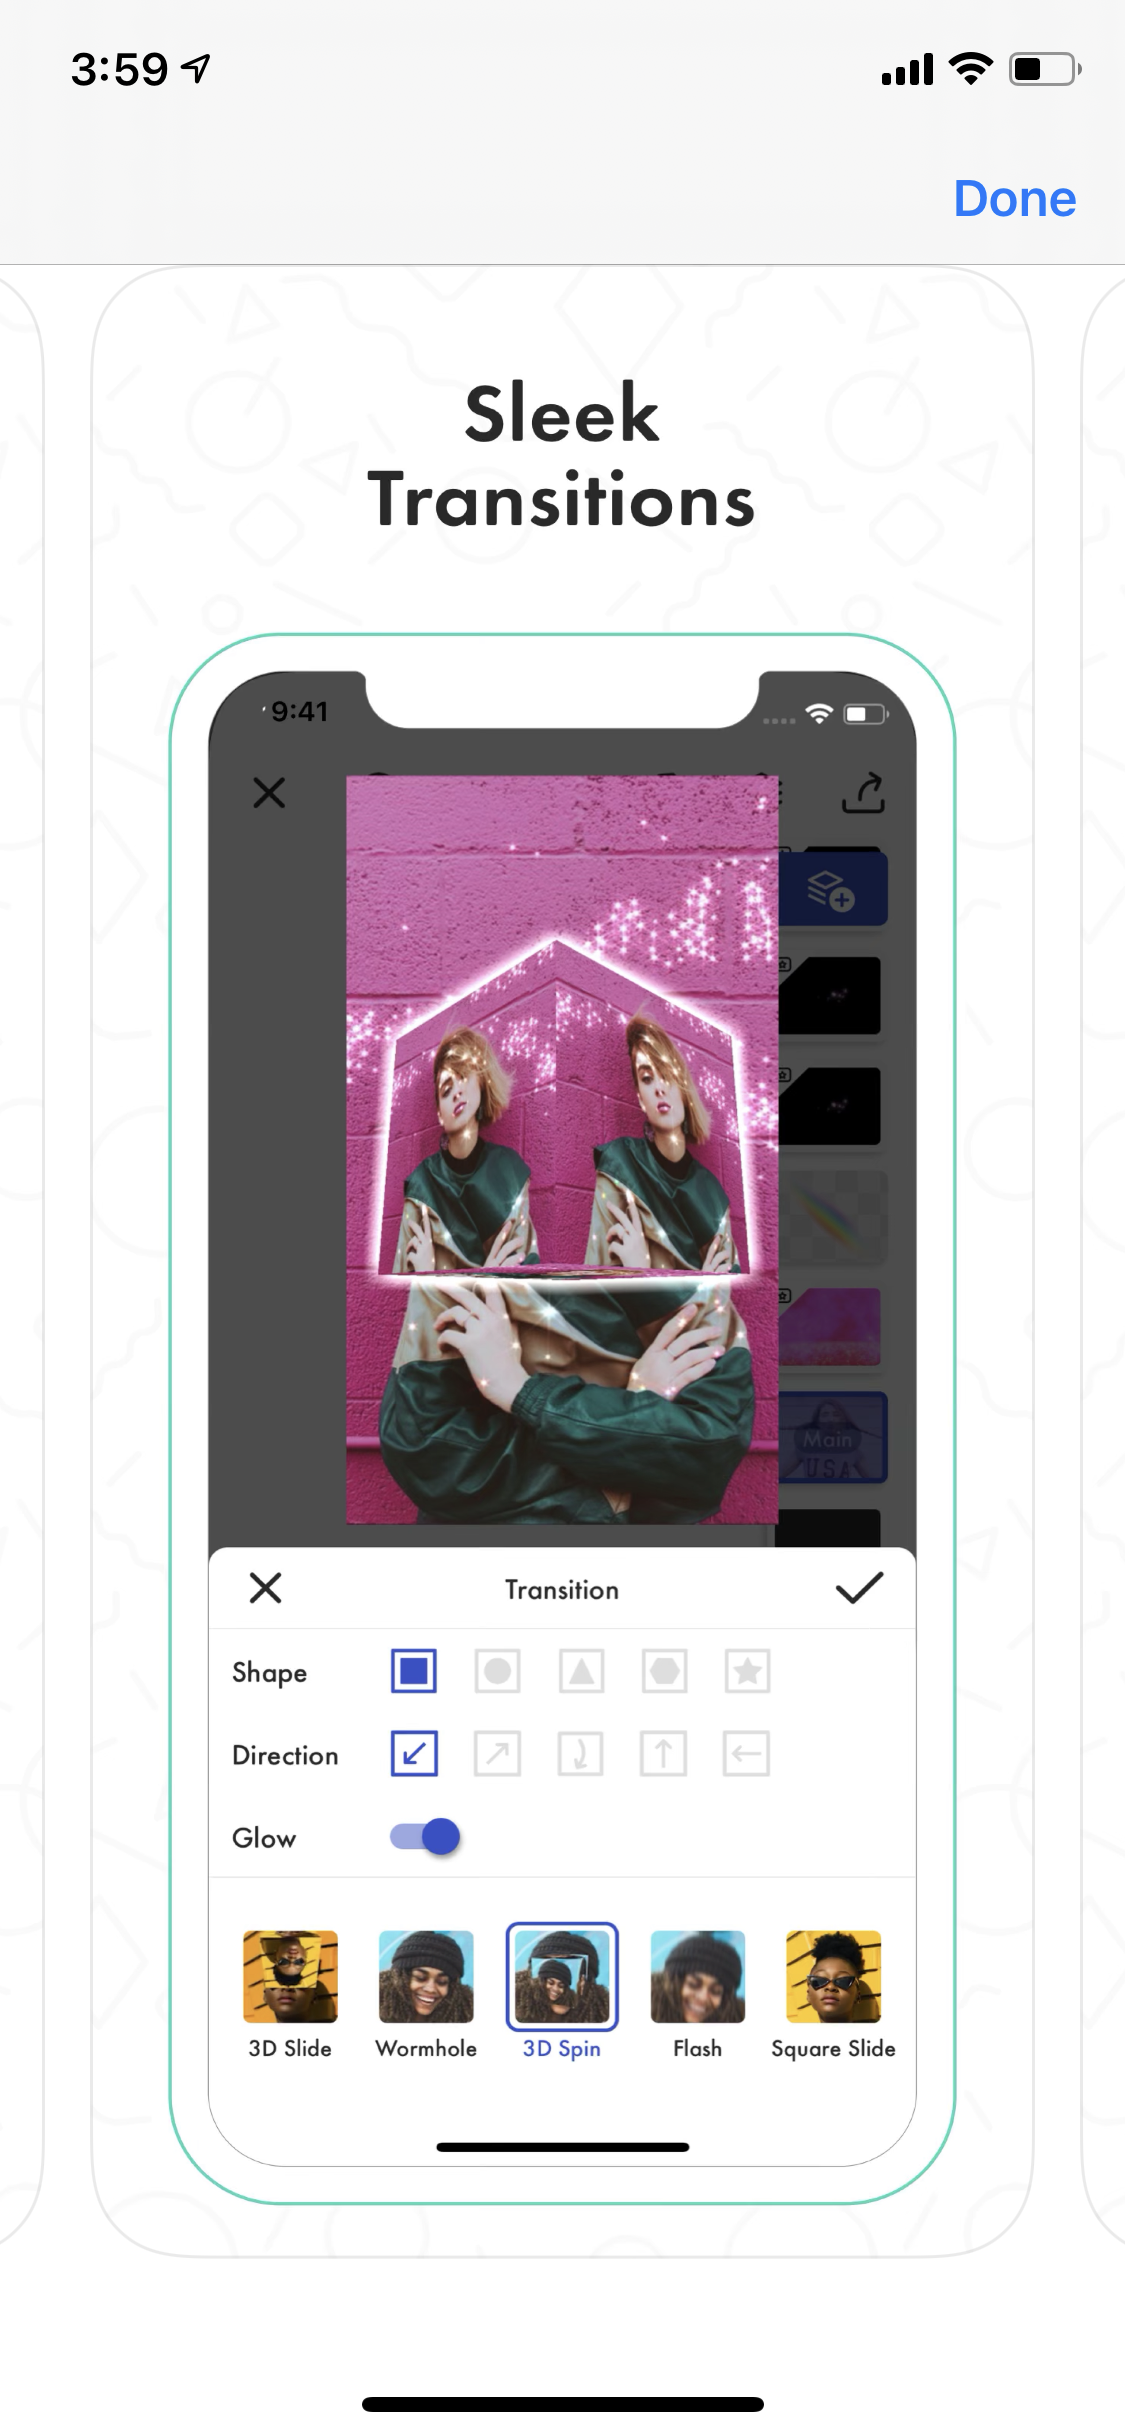 3:59
Done
Sleek
Transitions
9:41
Main
USA
Transition
Shape
Direction
Glow
3D Slide
Wormhole
3D Spin
Flash
Square Slide